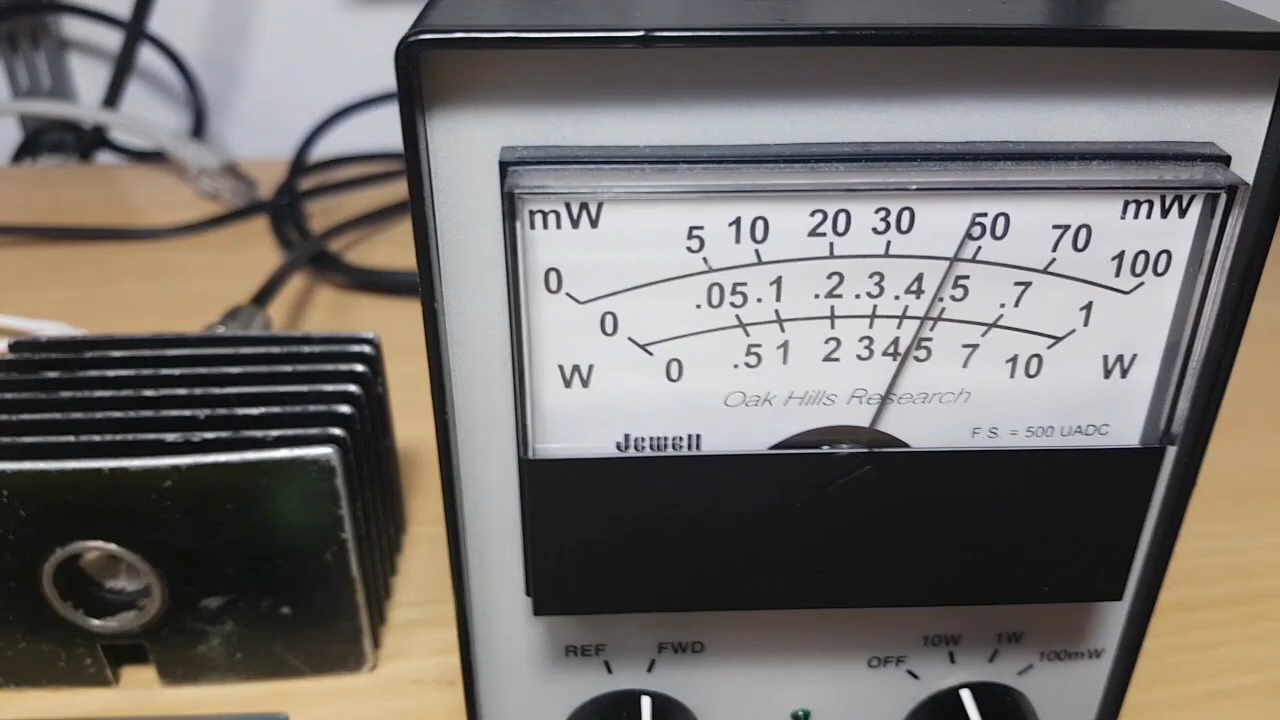 mW 5 10 20 30 50 70 mW
0 100
.05 .1 .2 .3 .4 .5 .7
0 1
W 0 .5 1 2 3 4 5 7 10 W
Oak Hills Research
Jewell F.S. = 500 UADC
REF FWD OFF 10W 1W 100mW